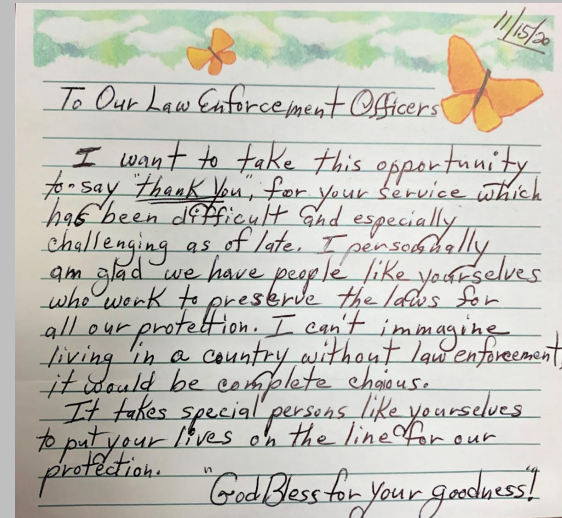 11/15/20
To Our Law Enforcement Officers
I want to take this opportunity
to say "thank You", for your service which
has been difficult and especially
challenging as of late. I personally
am glad we have people like yourselves
who work to preserve the laws for
all our protection. I can't immagine
living in a country without law enforcement,
it would be complete chaious.
It takes special persons like yourselves
to put your lives on the line for our
protection.
"God Bless for your goodness"!